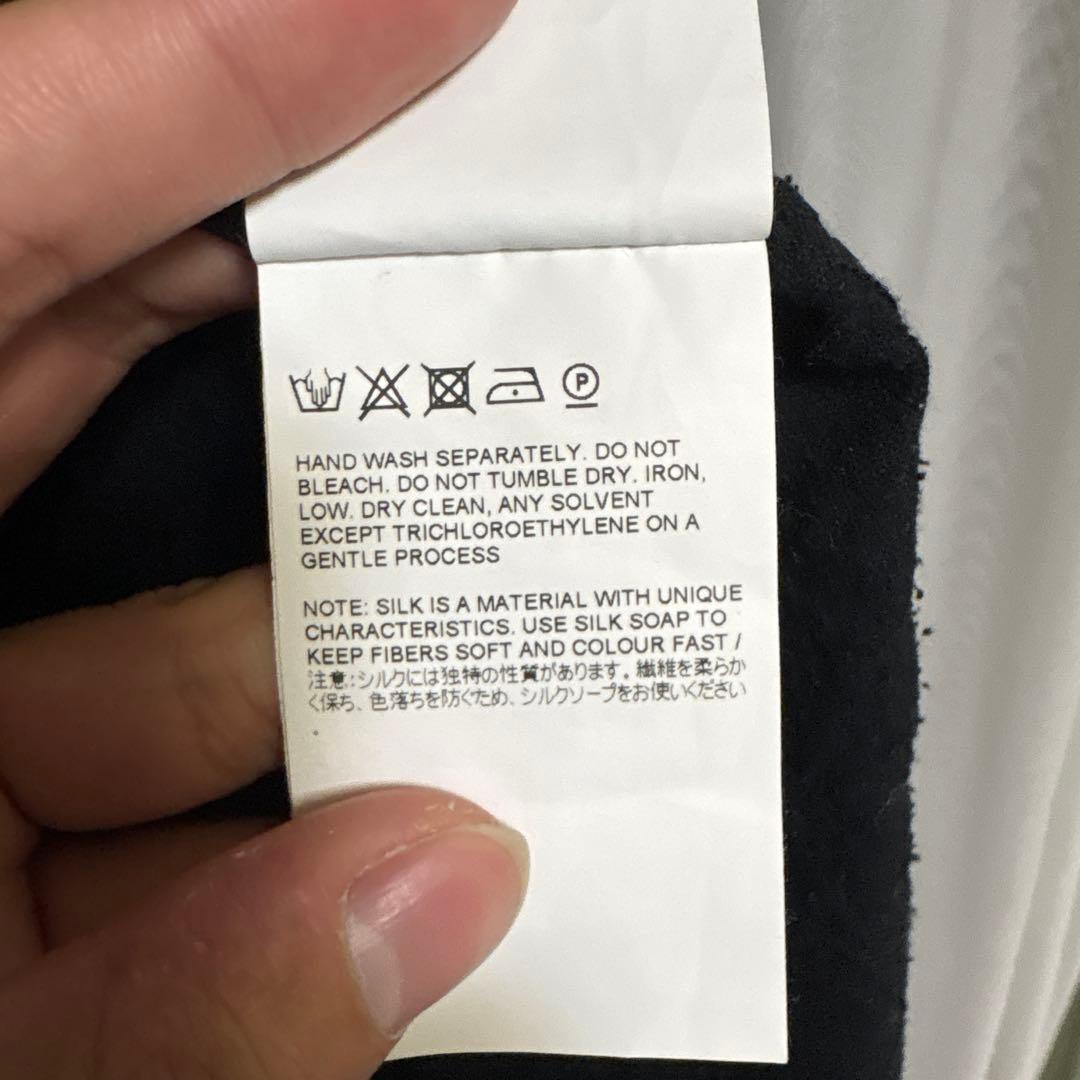 P
HAND WASH SEPARATELY. DO NOT
BLEACH. DO NOT TUMBLE DRY. IRON,
LOW. DRY CLEAN, ANY SOLVENT
EXCEPT TRICHLOROETHYLENE ON A
GENTLE PROCESS
NOTE: SILK IS A MATERIAL WITH UNIQUE
CHARACTERISTICS. USE SILK SOAP TO
KEEP FIBERS SOFT AND COLOUR FAST /
注意:シルクには独特の性質があります。繊維を柔らか
く保ち、色落ちを防ぐため、シルクソープをお使いください
.